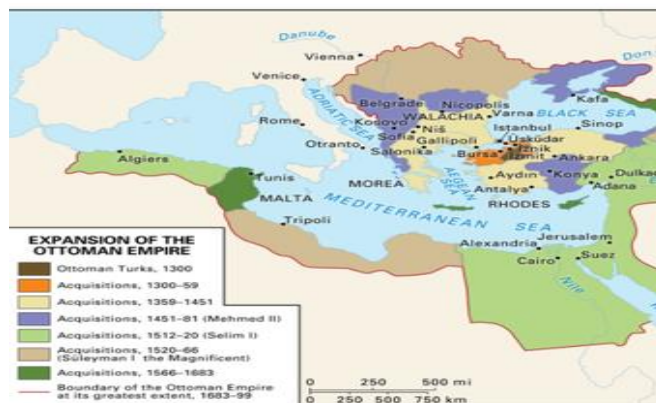 Danube
Don
Vienna
Venice
ADRIATIC SEA
Belgrade
Nicopolis
Kafa
Kosovo
WALACHIA
Varna
BLACK SEA
Rome
Sofia
Niš
Istanbul
Sinop
Otranto
Gallipoli
Üsküdar
Salonika
Bursa
İznik
İzmit
Ankara
Algiers
Aydın
Konya
Dulkad
Tunis
MOREA
AEGEAN SEA
Antalya
Adana
MALTA
RHODES
MEDITERRANEAN SEA
Tripoli
Jerusalem
Alexandria
Cairo
Suez
Nile
EXPANSION OF THE
OTTOMAN EMPIRE
Ottoman Turks, 1300
Acquisitions, 1300–59
Acquisitions, 1359–1451
Acquisitions, 1451–81 (Mehmed II)
Acquisitions, 1512–20 (Selim I)
Acquisitions, 1520–66
(Süleyman I the Magnificent)
Acquisitions, 1566–1683
Boundary of the Ottoman Empire
at its greatest extent, 1683–99
0 250 500 mi
0 250 500 750 km